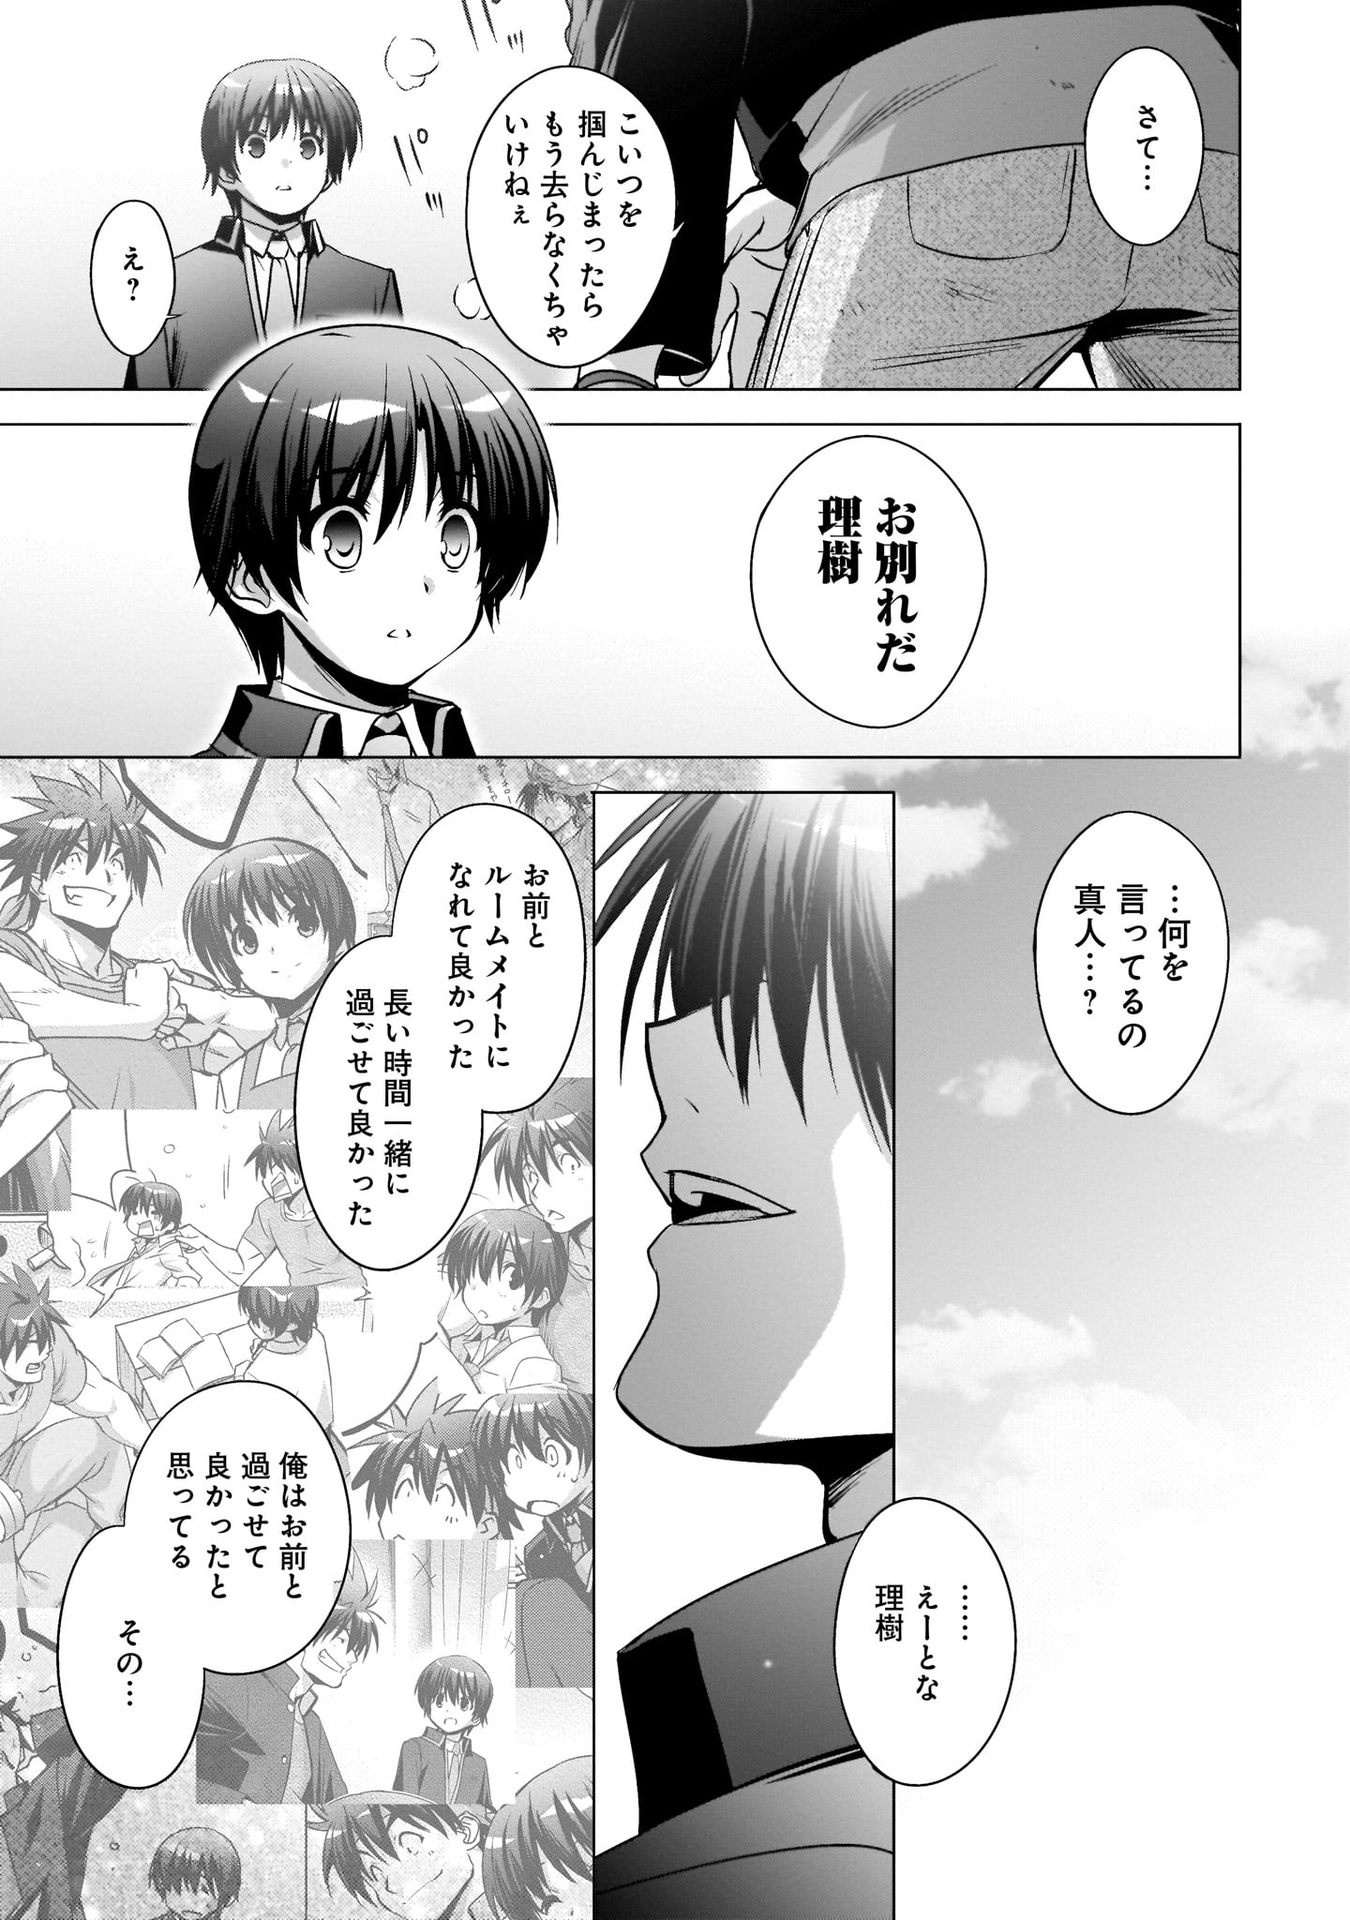 さて…
こいつを
掴んじまったら
もう去らなくちゃ
いけねぇ
パン
パン
え?
お別れだ
理樹
…何を
言ってるの
真人…?
……
えーとな
理樹
お前と
ルームメイトに
なれて良かった
長い時間一緒に
過ごせて良かった
俺はお前と
過ごせて
良かったと
思ってる
その…